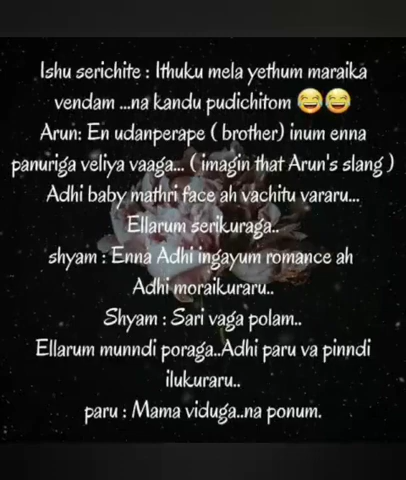 Ishu serichite : Ithuku mela yethum maraika
vendam ...na kandu pudichitom 😂😂
Arun: En udanperape ( brother) inum enna
panuriga veliya vaaga... ( imagin that Arun's slang )
Adhi baby mathri face ah vachitu vararu...
Ellarum serikuraga..
shyam : Enna Adhi ingayum romance ah
Adhi moraikuraru..
Shyam : Sari vaga polam..
Ellarum munndi poraga..Adhi paru va pinndi
ilukuraru..
paru : Mama viduga..na ponum.